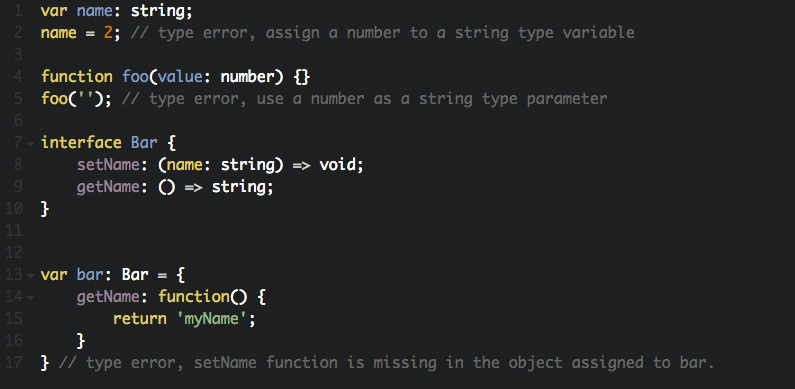 1 var name: string;
2 name = 2; // type error, assign a number to a string type variable
3
4 function foo(value: number) {}
5 foo(''); // type error, use a number as a string type parameter
6
7 interface Bar {
8     setName: (name: string) => void;
9     getName: () => string;
10 }
11
12
13 var bar: Bar = {
14     getName: function() {
15         return 'myName';
16     }
17 } // type error, setName function is missing in the object assigned to bar.